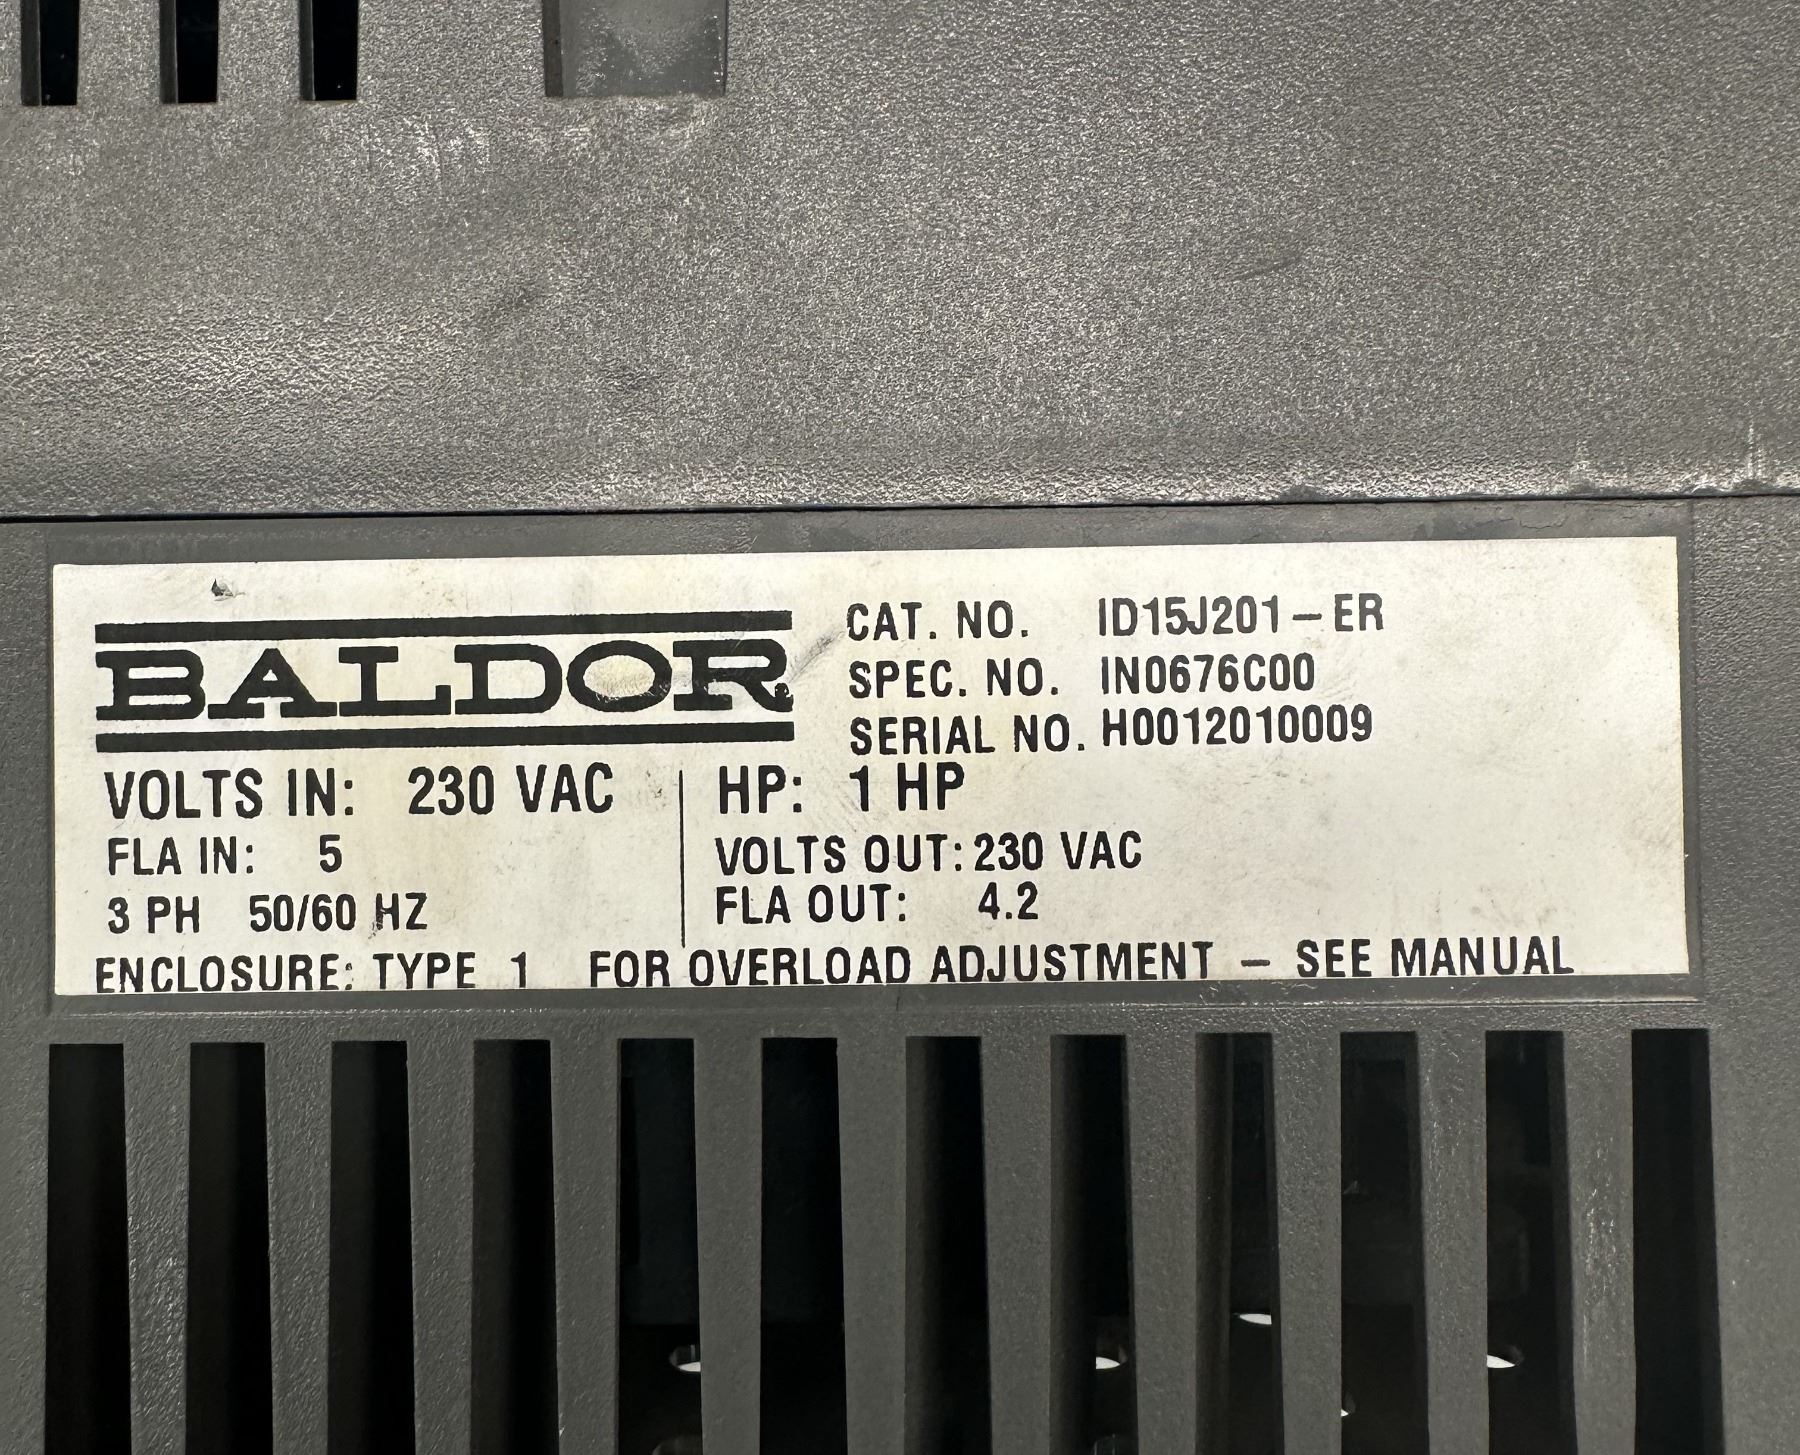 BALDOR
CAT. NO. ID15J201-ER
SPEC. NO. IN0676C00
SERIAL NO. H0012010009
VOLTS IN: 230 VAC
FLA IN: 5
3 PH 50/60 HZ
HP: 1 HP
VOLTS OUT: 230 VAC
FLA OUT: 4.2
ENCLOSURE: TYPE 1 FOR OVERLOAD ADJUSTMENT - SEE MANUAL